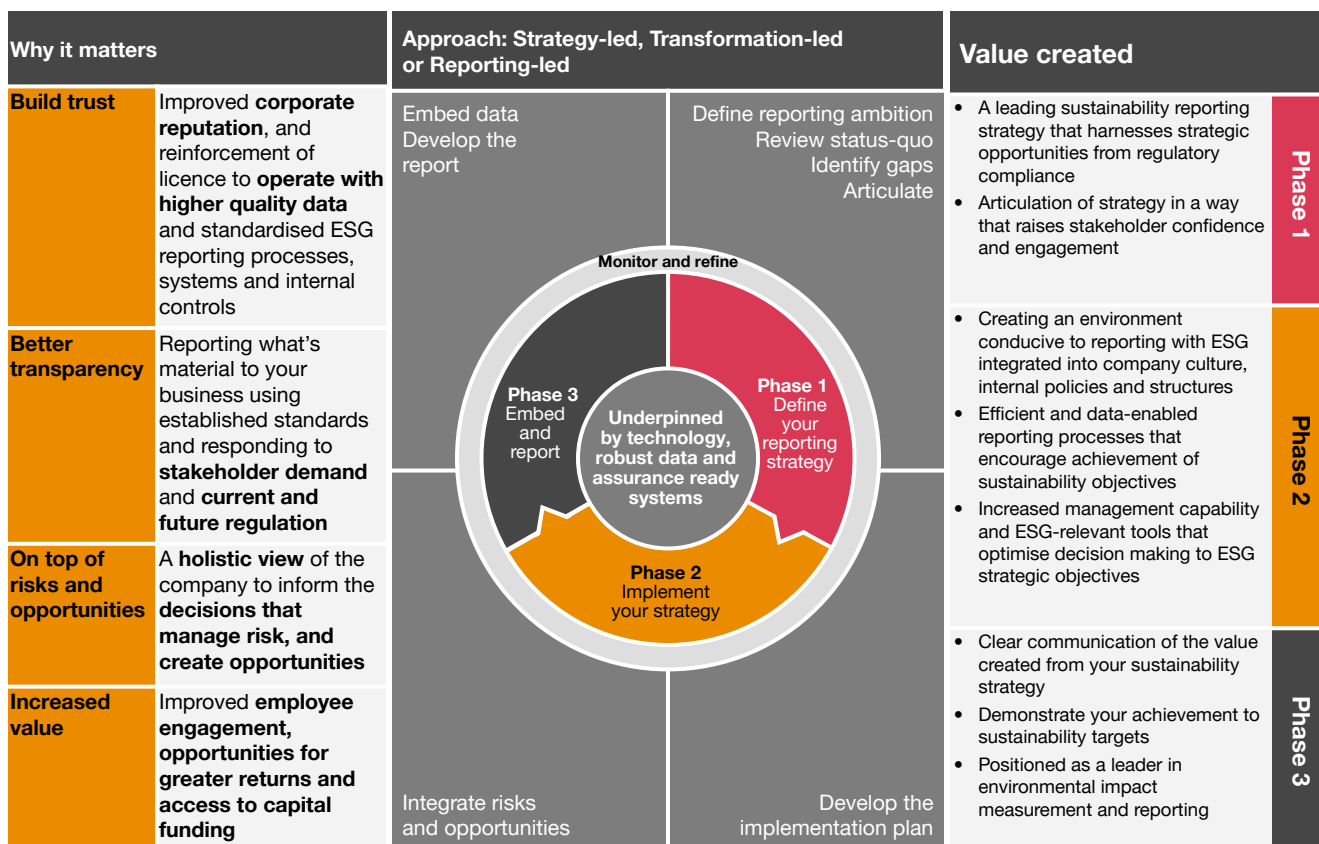 Why it matters
Build trust
Improved corporate
reputation, and
reinforcement of
licence to operate with
higher quality data
and standardised ESG
reporting processes,
systems and internal
controls
Better
transparency
Reporting what’s
material to your
business using
established standards
and responding to
stakeholder demand
and current and
future regulation
On top of
risks and
opportunities
A holistic view of the
company to inform the
decisions that
manage risk, and
create opportunities
Increased
value
Improved employee
engagement,
opportunities for
greater returns and
access to capital
funding
Approach: Strategy-led, Transformation-led
or Reporting-led
Embed data
Develop the
report
Define reporting ambition
Review status-quo
Identify gaps
Articulate
Monitor and refine
Phase 3
Embed
and
report
Phase 1
Define
your
reporting
strategy
Underpinned
by technology,
robust data and
assurance ready
systems
Phase 2
Implement
your strategy
Integrate risks
and opportunities
Develop the
implementation plan
Value created
• A leading sustainability reporting
strategy that harnesses strategic
opportunities from regulatory
compliance
• Articulation of strategy in a way
that raises stakeholder confidence
and engagement
Phase 1
• Creating an environment
conducive to reporting with ESG
integrated into company culture,
internal policies and structures
• Efficient and data-enabled
reporting processes that
encourage achievement of
sustainability objectives
• Increased management capability
and ESG-relevant tools that
optimise decision making to ESG
strategic objectives
Phase 2
• Clear communication of the value
created from your sustainability
strategy
• Demonstrate your achievement to
sustainability targets
• Positioned as a leader in
environmental impact
measurement and reporting
Phase 3